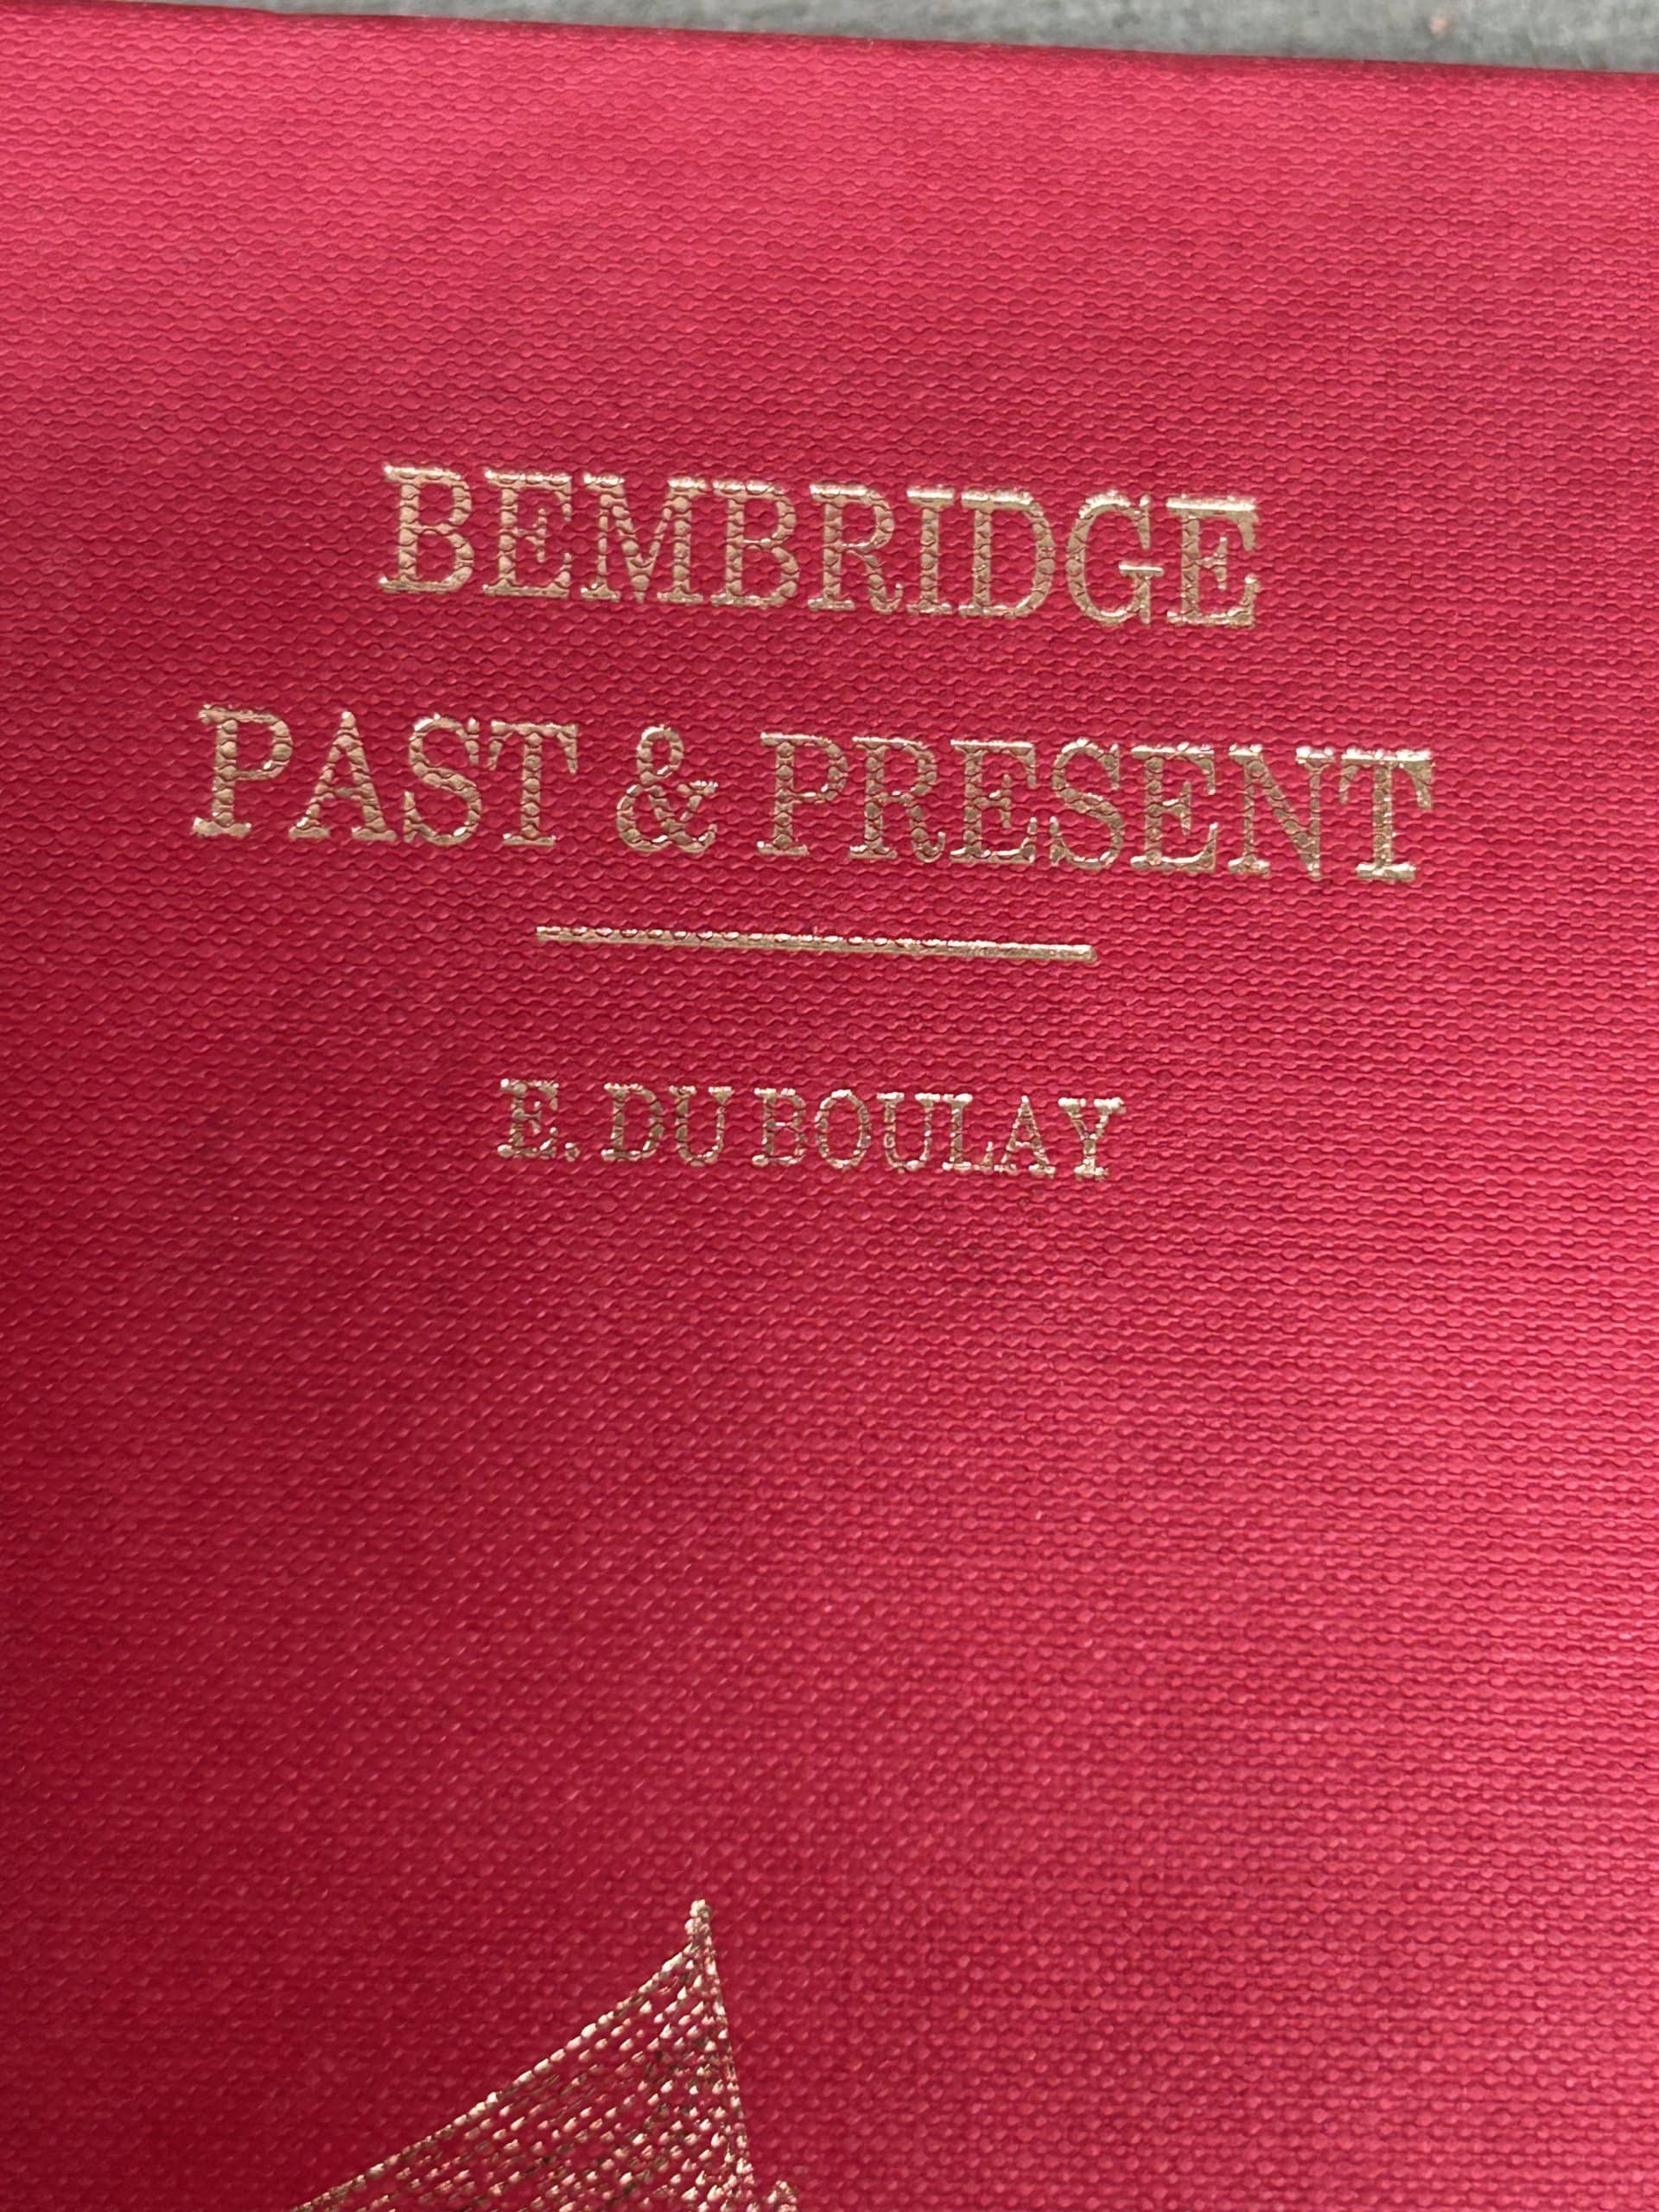 BEMBRIDGE
PAST & PRESENT
E. DU BOULAY